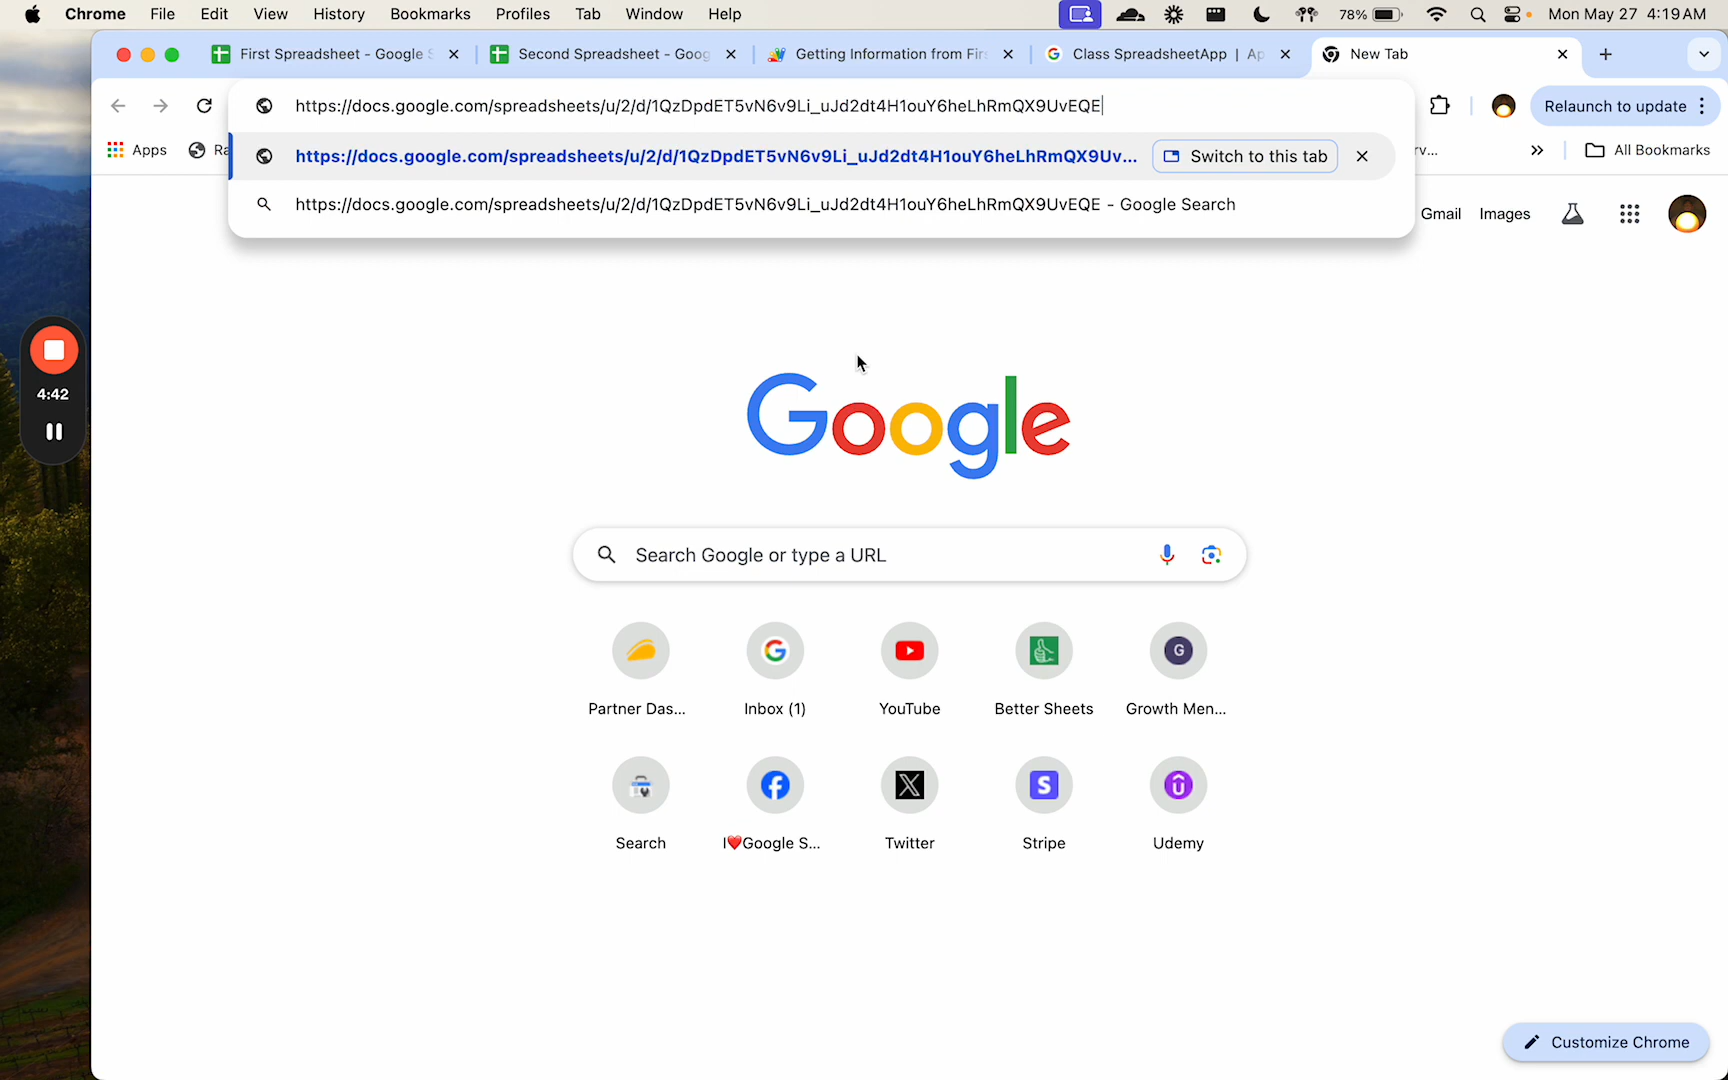 Chrome File Edit View History Bookmarks Profiles Tab Window Help 78% Mon May 27 4:19 AM
First Spreadsheet - Google Second Spreadsheet - Goog Getting Information from Fir Class SpreadsheetApp | Ap New Tab
https://docs.google.com/spreadsheets/u/2/d/1QzDpdET5vN6v9Li_uJd2dt4H1ouY6heLhRmQX9UvEQE Relaunch to update
Apps Ra https://docs.google.com/spreadsheets/u/2/d/1QzDpdET5vN6v9Li_uJd2dt4H1ouY6heLhRmQX9Uv... Switch to this tab rv... All Bookmarks
https://docs.google.com/spreadsheets/u/2/d/1QzDpdET5vN6v9Li_uJd2dt4H1ouY6heLhRmQX9UvEQE - Google Search
Gmail Images
4:42
Google
Search Google or type a URL
G
Partner Das... Inbox (1) YouTube Better Sheets Growth Men...
Search I❤️Google S... Twitter Stripe Udemy
Customize Chrome